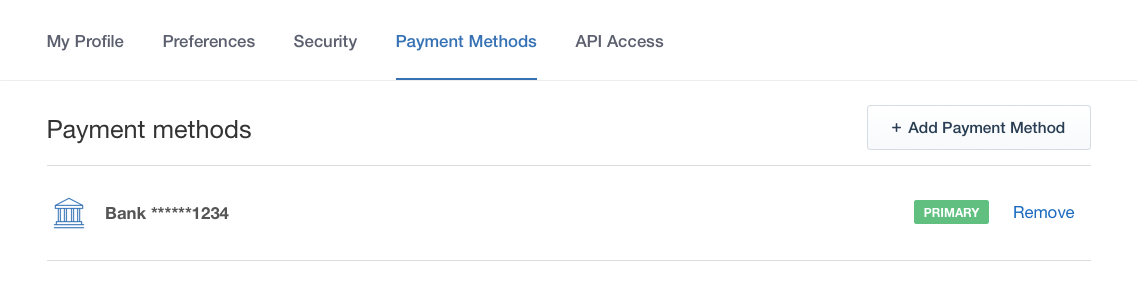 My Profile Preferences Security Payment Methods API Access
Payment methods + Add Payment Method
Bank ******1234 PRIMARY Remove